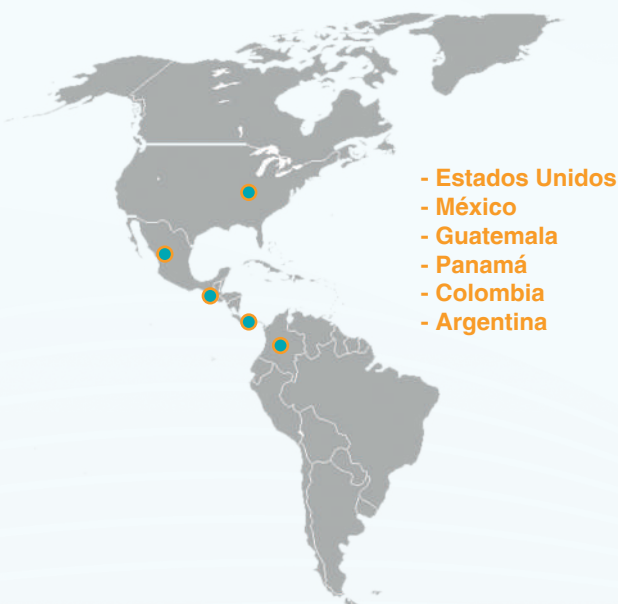 - Estados Unidos
- México
- Guatemala
- Panamá
- Colombia
- Argentina